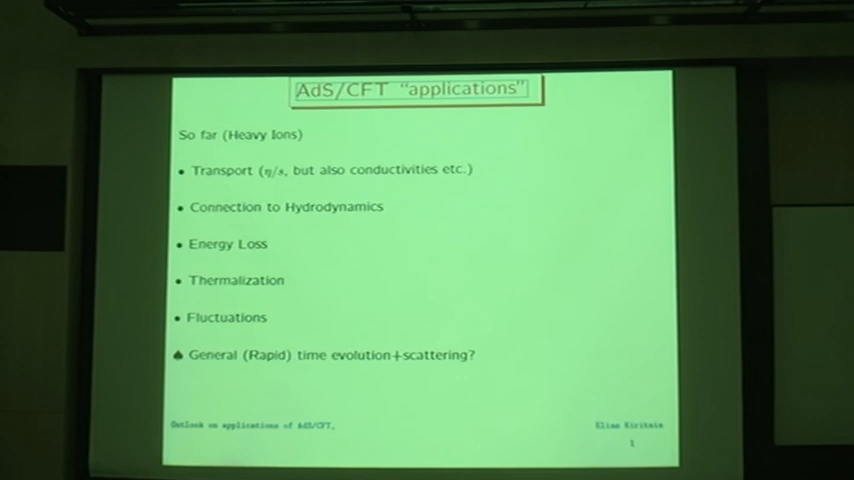 AdS/CFT “applications”
So far (Heavy Ions)
• Transport (η/s, but also conductivities etc.)
• Connection to Hydrodynamics
• Energy Loss
• Thermalization
• Fluctuations
♠ General (Rapid) time evolution+scattering?
Outlook on applications of AdS/CFT,
Elias Kiritsis
1